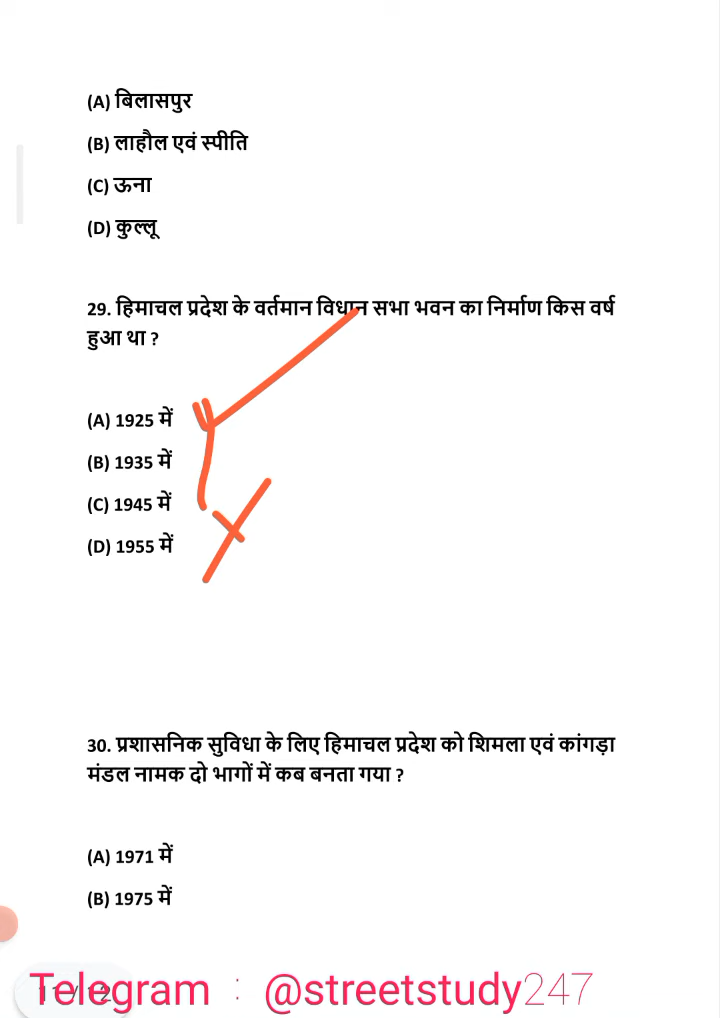 (A) बिलासपुर
(B) लाहौल एवं स्पीति
(C) ऊना
(D) कुल्लू
29. हिमाचल प्रदेश के वर्तमान विधान सभा भवन का निर्माण किस वर्ष
हुआ था ?
(A) 1925 में
(B) 1935 में
(C) 1945 में
(D) 1955 में
30. प्रशासनिक सुविधा के लिए हिमाचल प्रदेश को शिमला एवं कांगड़ा
मंडल नामक दो भागों में कब बनता गया ?
(A) 1971 में
(B) 1975 में
Telegram : @streetstudy247